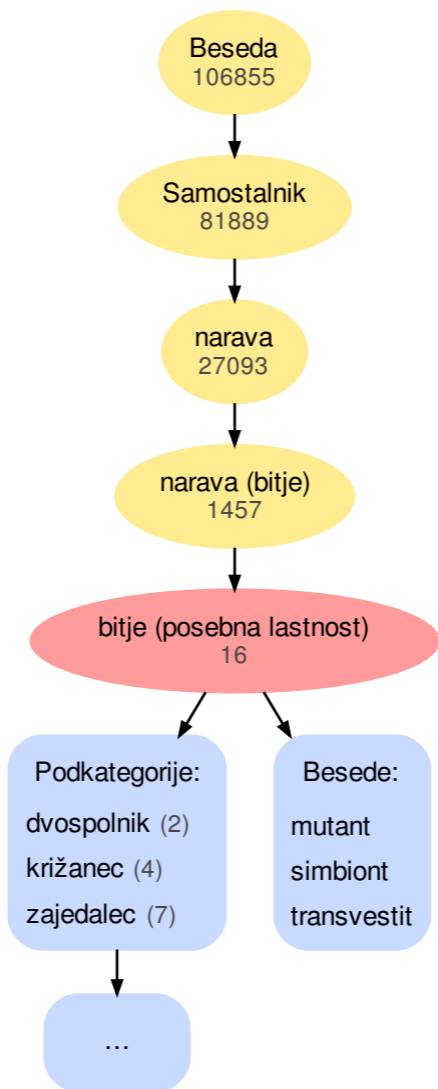 Beseda
106855
Samostalnik
81889
narava
27093
narava (bitje)
1457
bitje (posebna lastnost)
16
Podkategorije:
dvospolnik (2)
križanec (4)
zajedalec (7)
Besede:
mutant
simbiont
transvestit
...